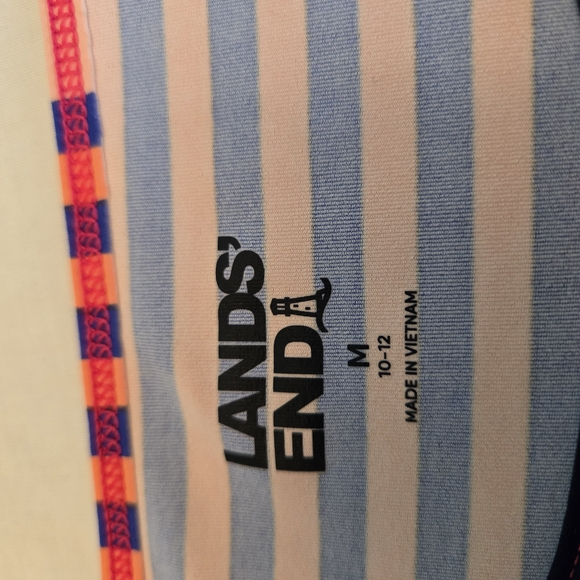 LANDS'
END
M
10-12
MADE IN VIETNAM